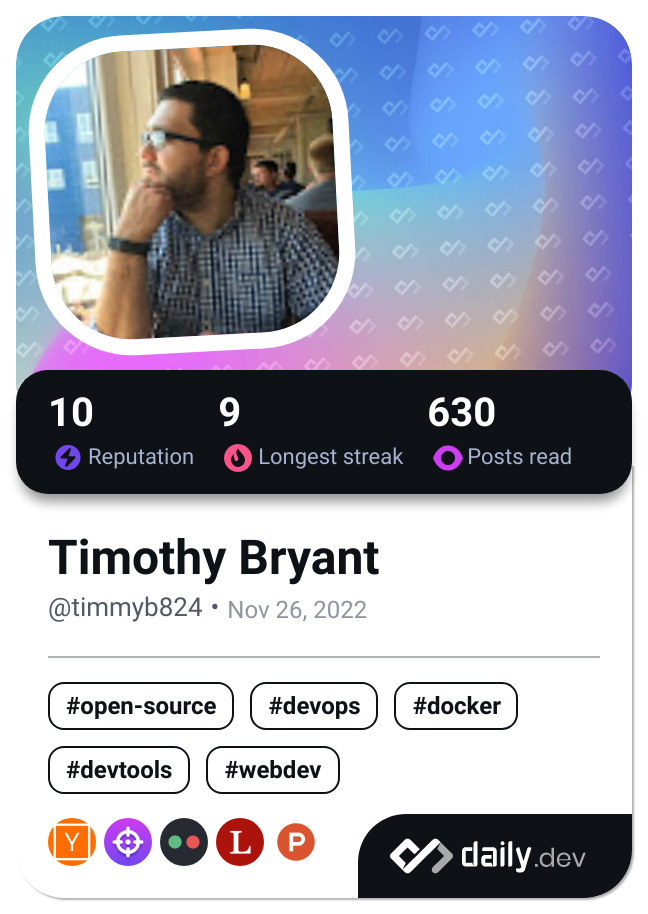 10 9 630
Reputation Longest streak Posts read
Timothy Bryant
@timmyb824 • Nov 26, 2022
#open-source #devops #docker
#devtools #webdev
Y L P
daily.dev